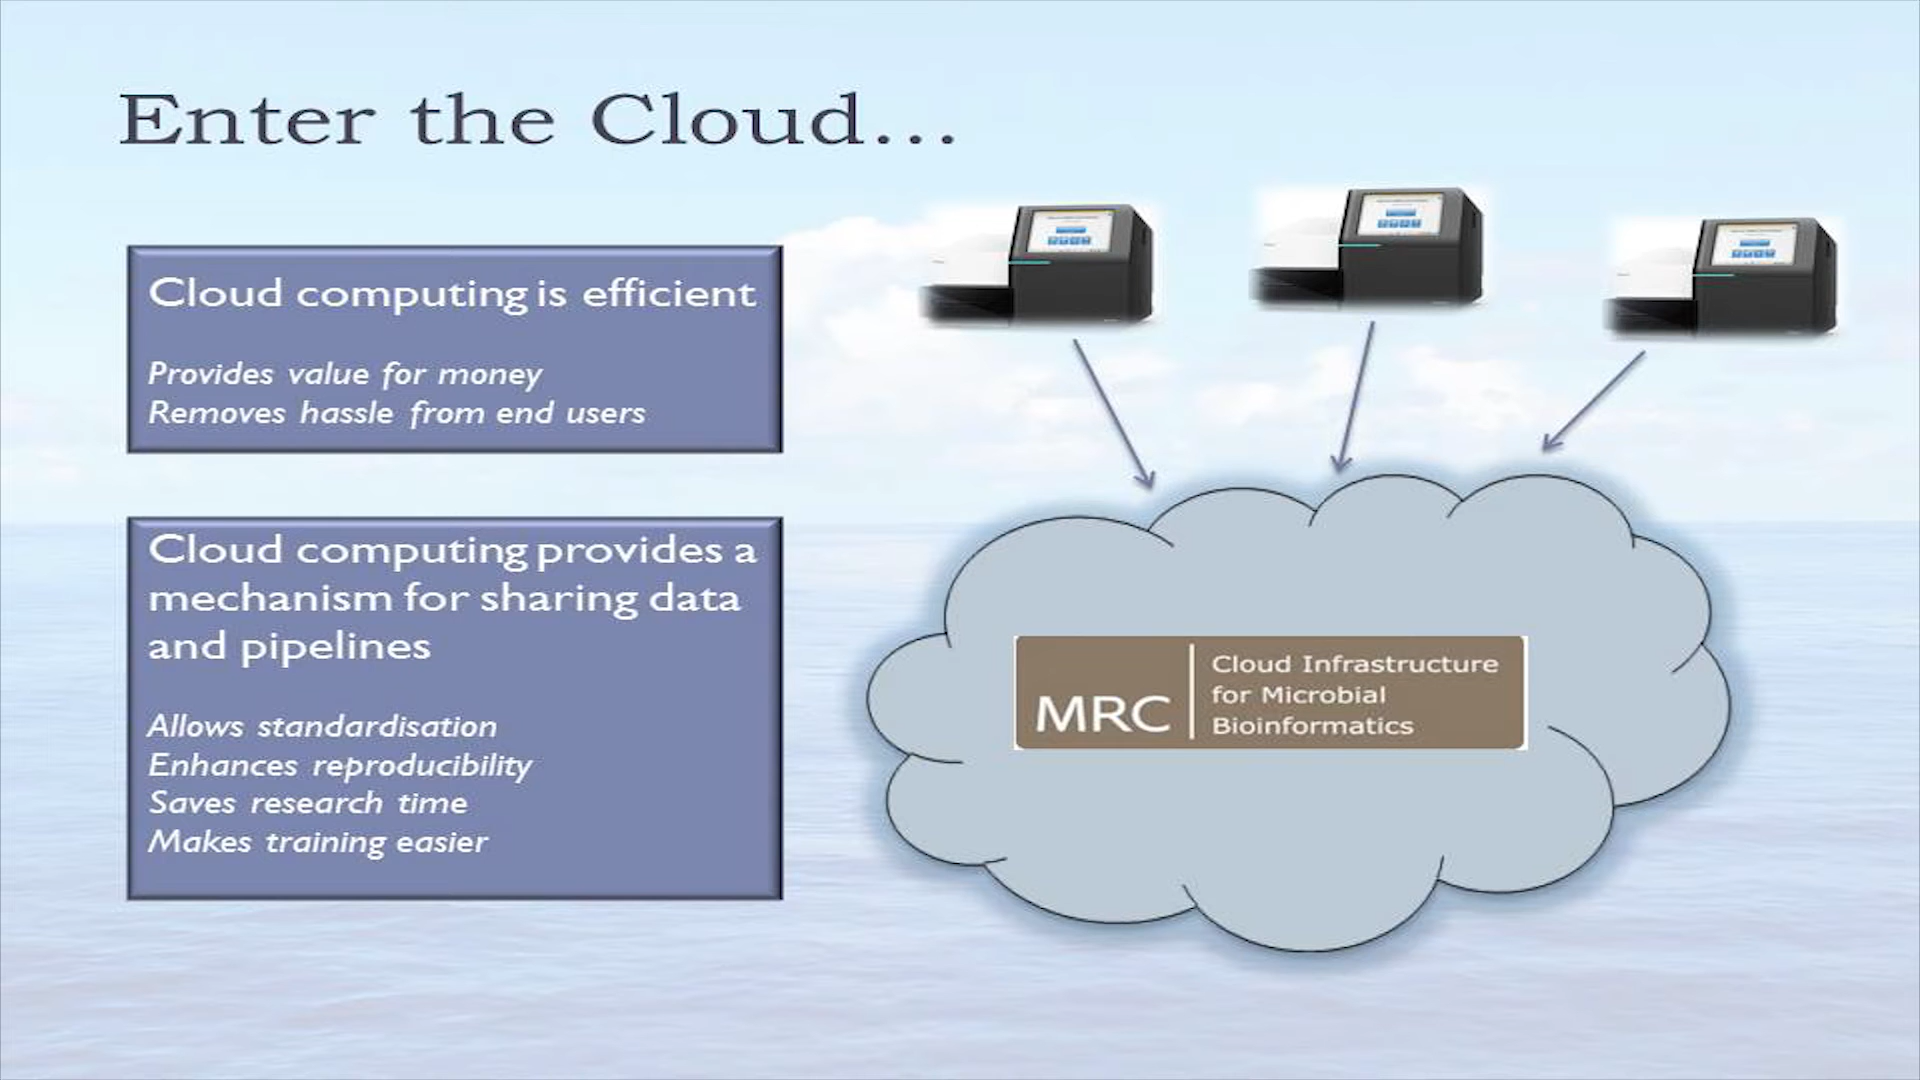 Enter the Cloud...
Cloud computing is efficient
Provides value for money
Removes hassle from end users
Cloud computing provides a
mechanism for sharing data
and pipelines
Allows standardisation
Enhances reproducibility
Saves research time
Makes training easier
MRC
Cloud Infrastructure
for Microbial
Bioinformatics